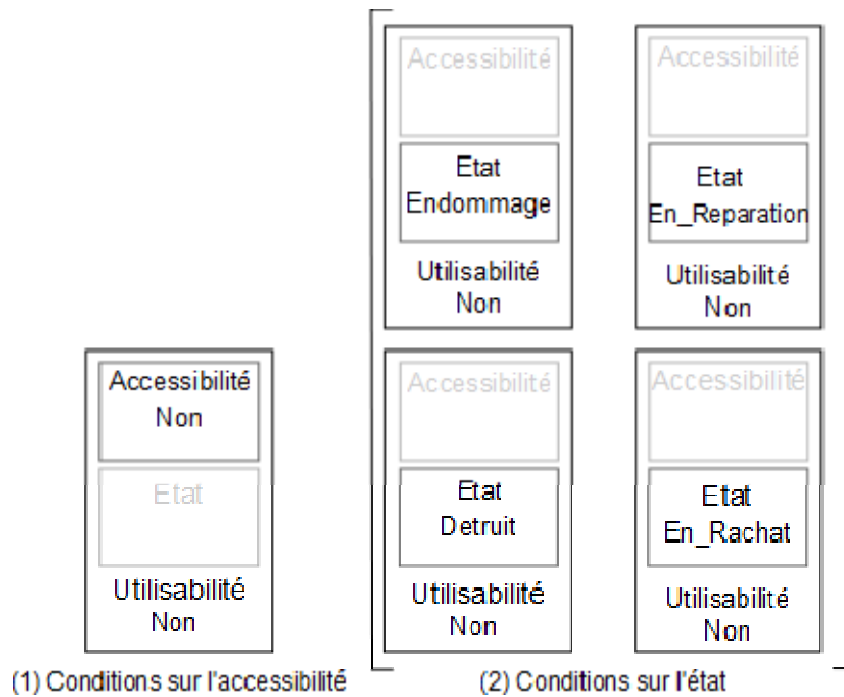 Accessibilité
Etat
Endommage
Utilisabilité
Non
Accessibilité
Etat
En_Reparation
Utilisabilité
Non
Accessibilité
Non
Etat
Utilisabilité
Non
Accessibilité
Etat
Detruit
Utilisabilité
Non
Accessibilité
Etat
En_Rachat
Utilisabilité
Non
(1) Conditions sur l'accessibilité
(2) Conditions sur l'état